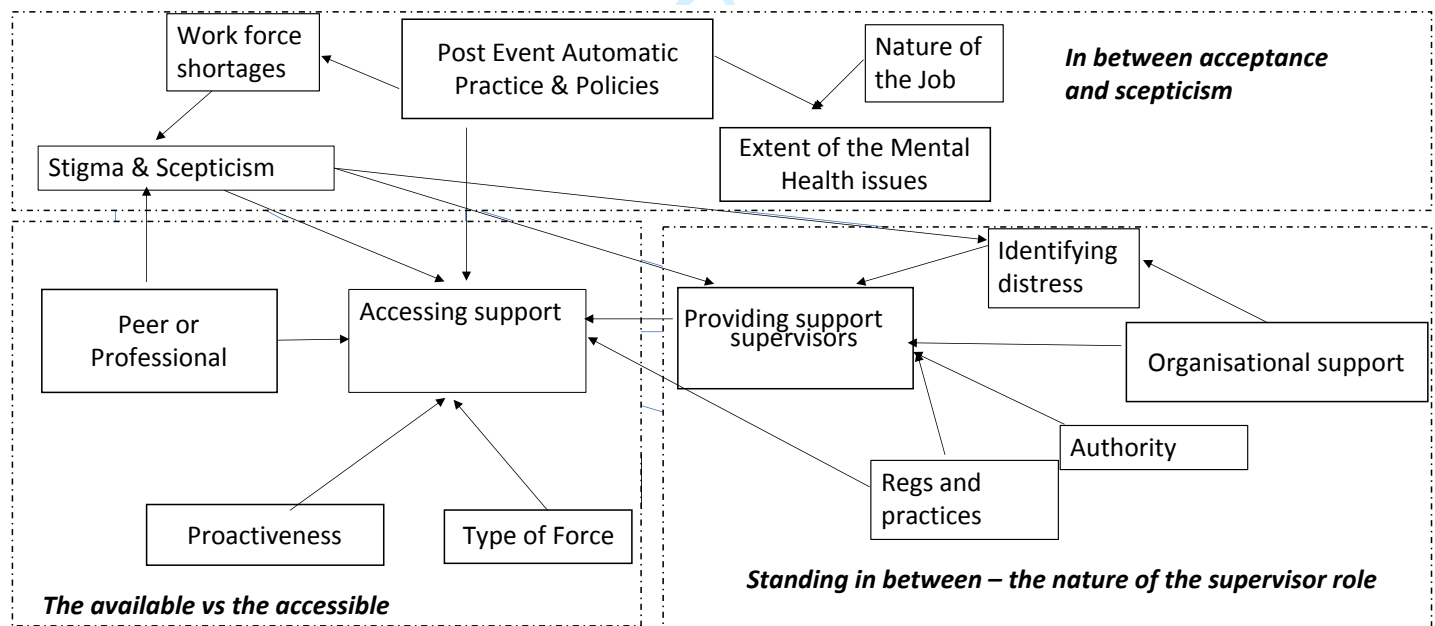 Work force
shortages
Post Event Automatic
Practice & Policies
Nature of
the Job
In between acceptance
and scepticism
Extent of the Mental
Health issues
Stigma & Scepticism
Identifying
distress
Peer or
Professional
Accessing support
Providing support
supervisors
Organisational support
Authority
Regs and
practices
Proactiveness
Type of Force
The available vs the accessible
Standing in between – the nature of the supervisor role